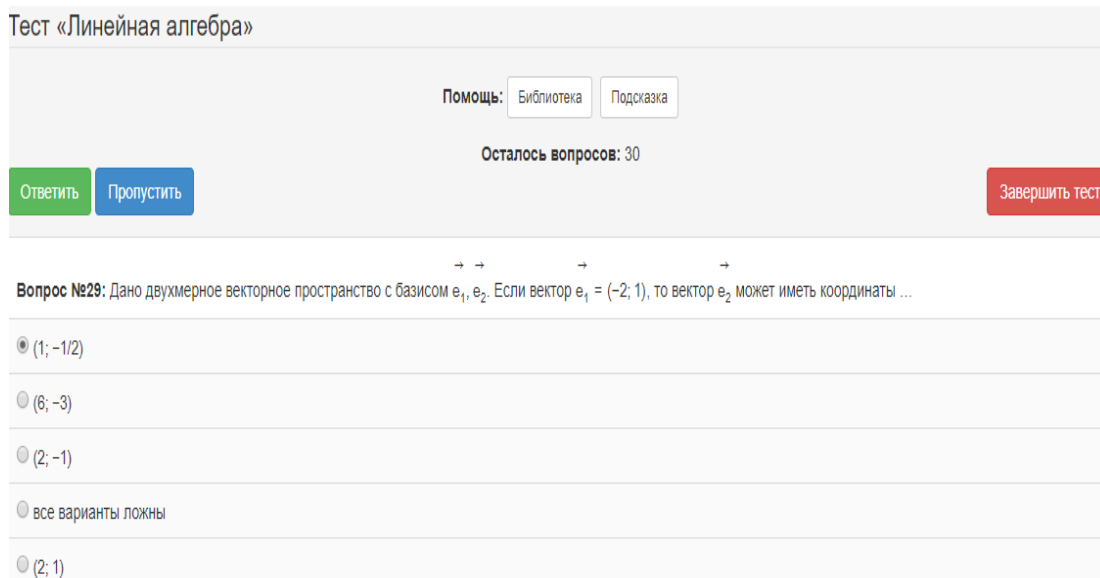 Тест «Линейная алгебра»
Помощь: Библиотека Подсказка
Осталось вопросов: 30
Ответить Пропустить Завершить тест
Вопрос №29: Дано двухмерное векторное пространство с базисом e₁, e₂. Если вектор e₁ = (−2; 1), то вектор e₂ может иметь координаты ...
(1; −1/2)
(6; −3)
(2; −1)
все варианты ложны
(2; 1)